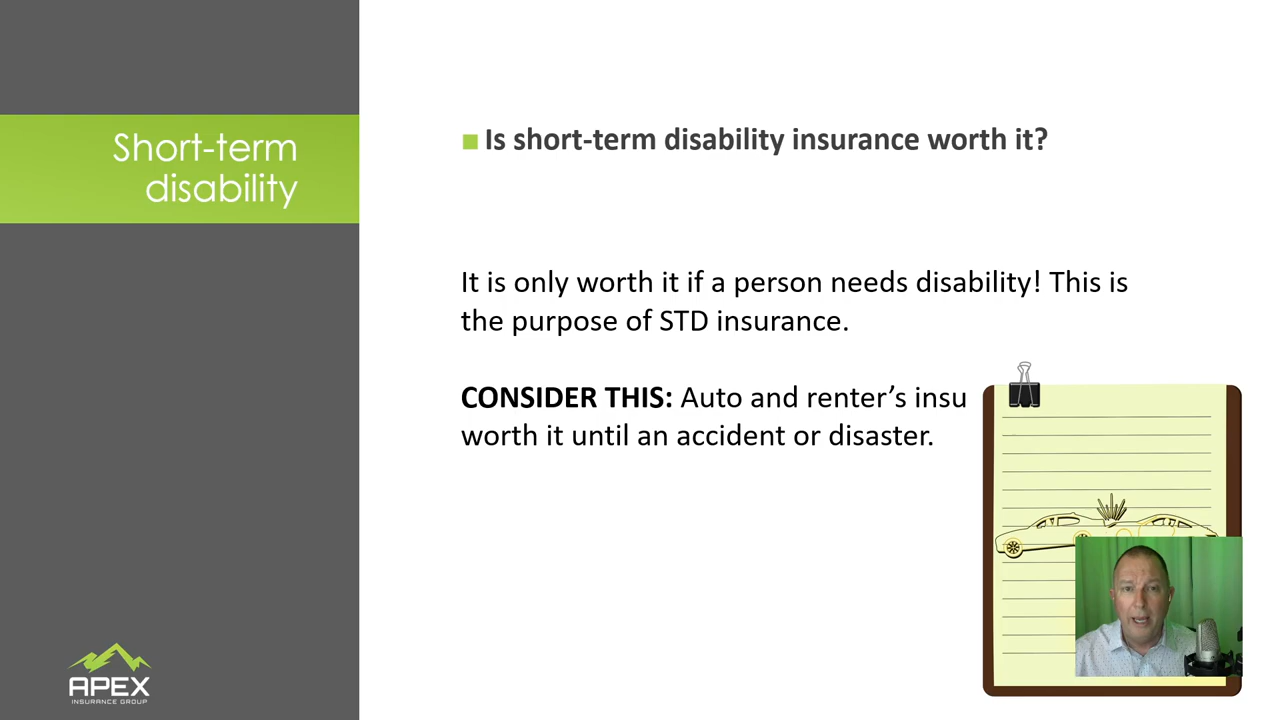 Short-term
disability
■ Is short-term disability insurance worth it?
It is only worth it if a person needs disability! This is
the purpose of STD insurance.
CONSIDER THIS: Auto and renter’s insu
worth it until an accident or disaster.
APEX
INSURANCE GROUP